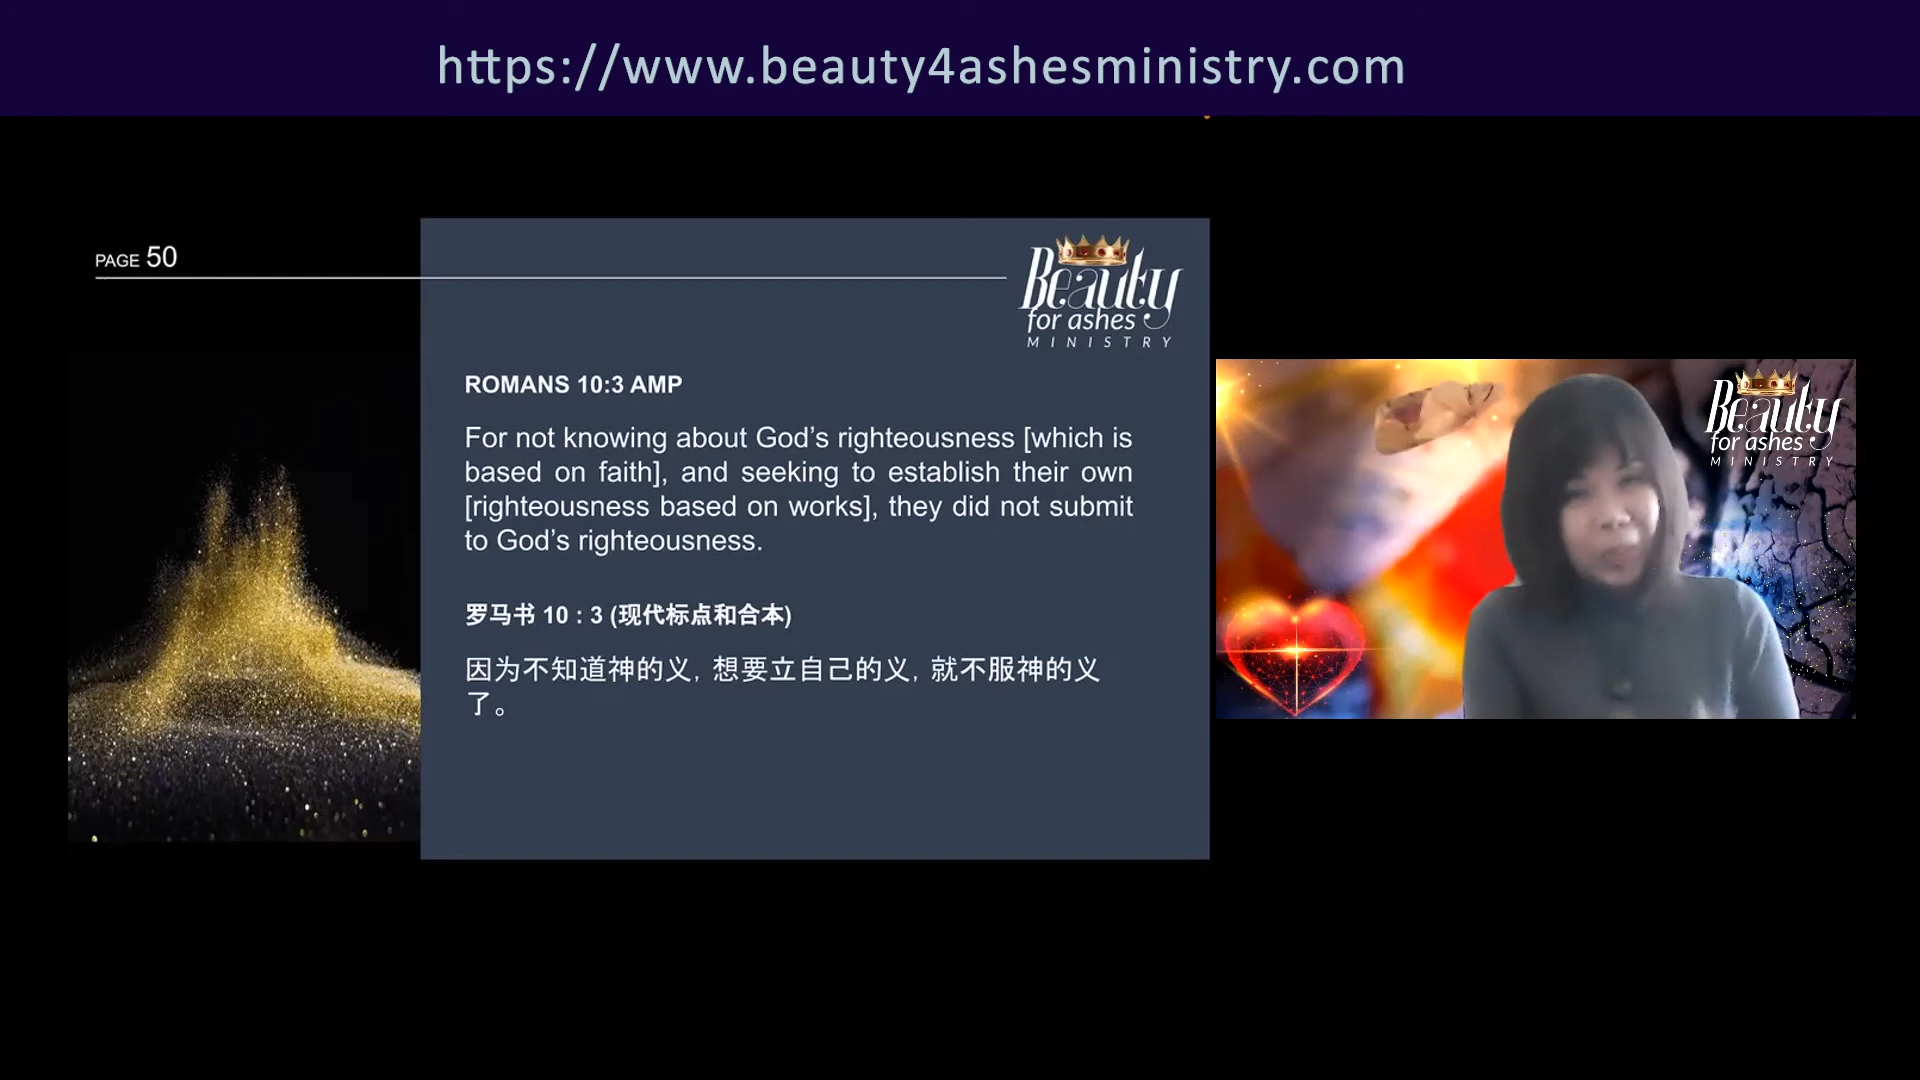 https://www.beauty4ashesministry.com
PAGE 50
Beauty
for ashes
MINISTRY
ROMANS 10:3 AMP
For not knowing about God’s righteousness [which is
based on faith], and seeking to establish their own
[righteousness based on works], they did not submit
to God’s righteousness.
罗马书 10 : 3 (现代标点和合本)
因为不知道神的义, 想要立自己的义, 就不服神的义
了。
Beauty
for ashes
MINISTRY